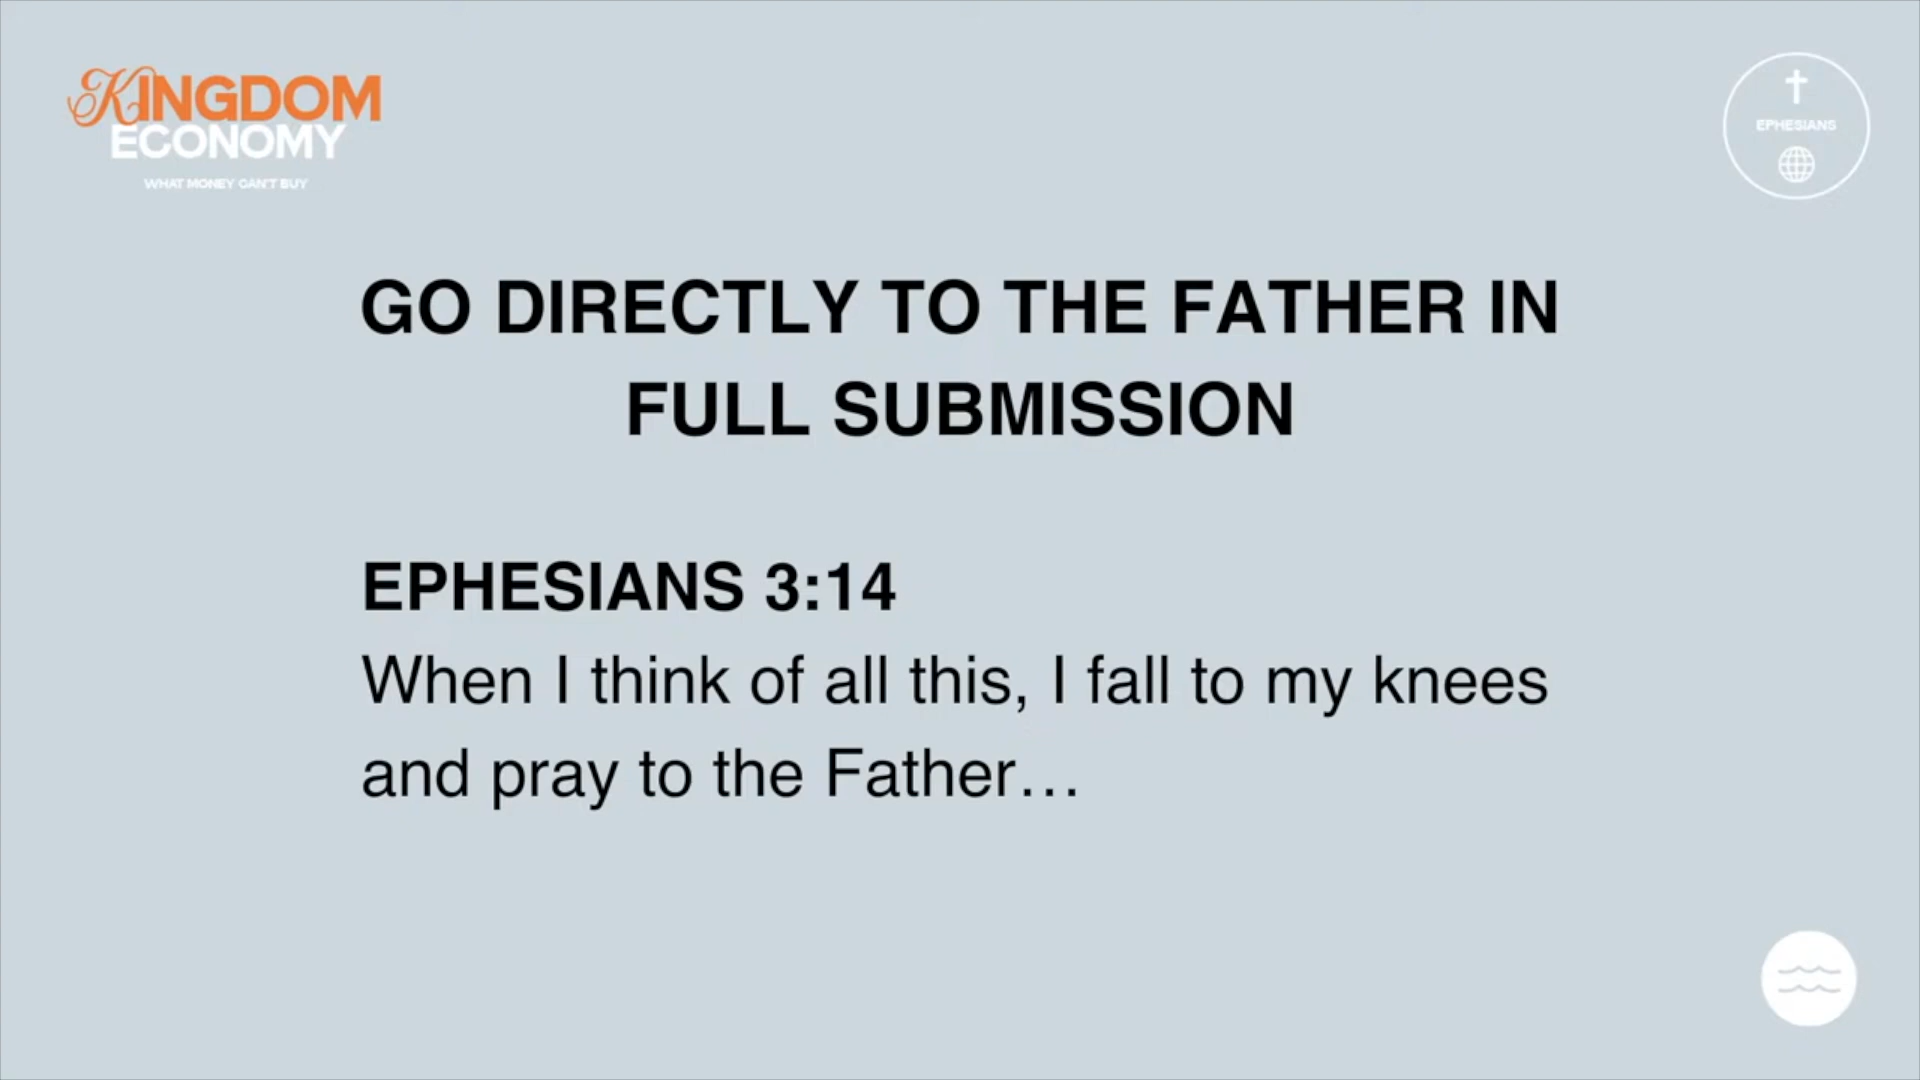 KINGDOM
ECONOMY
WHAT MONEY CAN'T BUY
EPHESIANS
GO DIRECTLY TO THE FATHER IN
FULL SUBMISSION
EPHESIANS 3:14
When I think of all this, I fall to my knees
and pray to the Father…